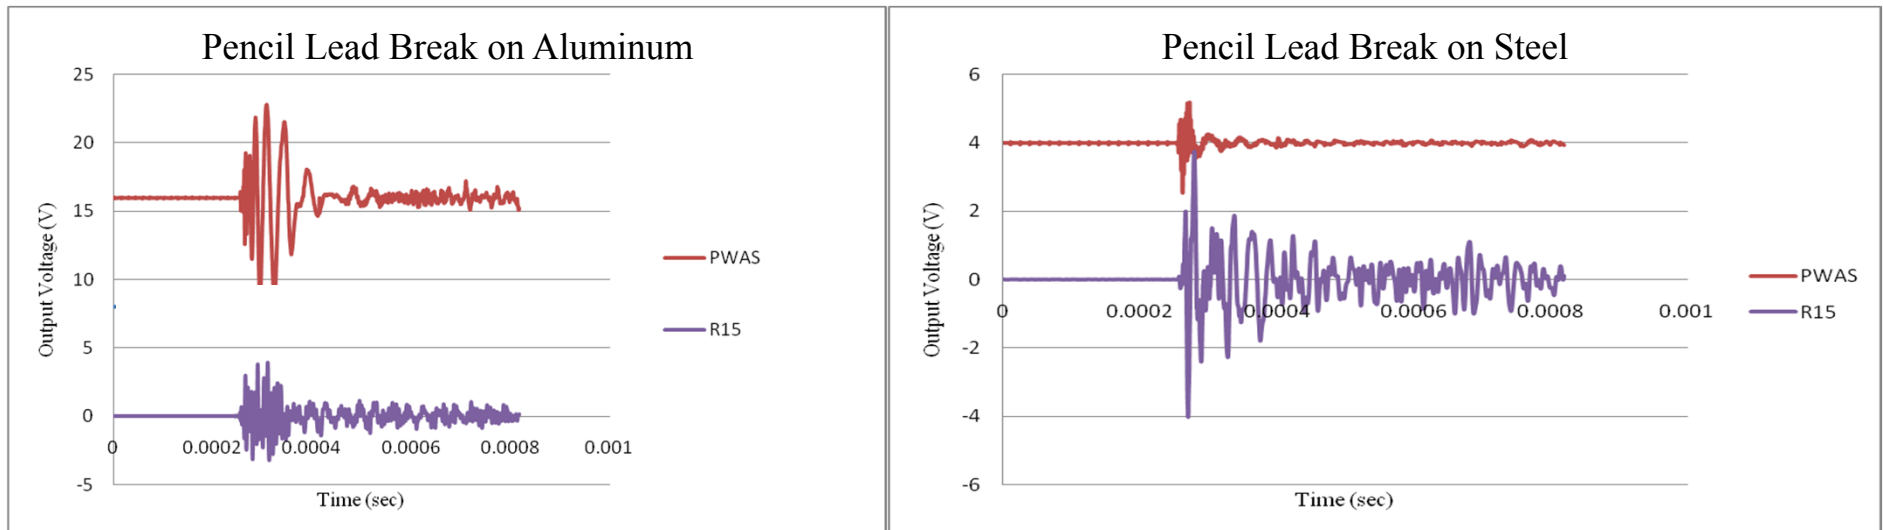 Pencil Lead Break on Aluminum
25
20
15
10
5
0
-5
Output Voltage (V)
0
0.0002
0.0004
0.0006
0.0008
0.001
Time (sec)
PWAS
R15
Pencil Lead Break on Steel
6
4
2
0
-2
-4
-6
Output Voltage (V)
0
0.0002
0.0004
0.0006
0.0008
0.001
Time (sec)
PWAS
R15